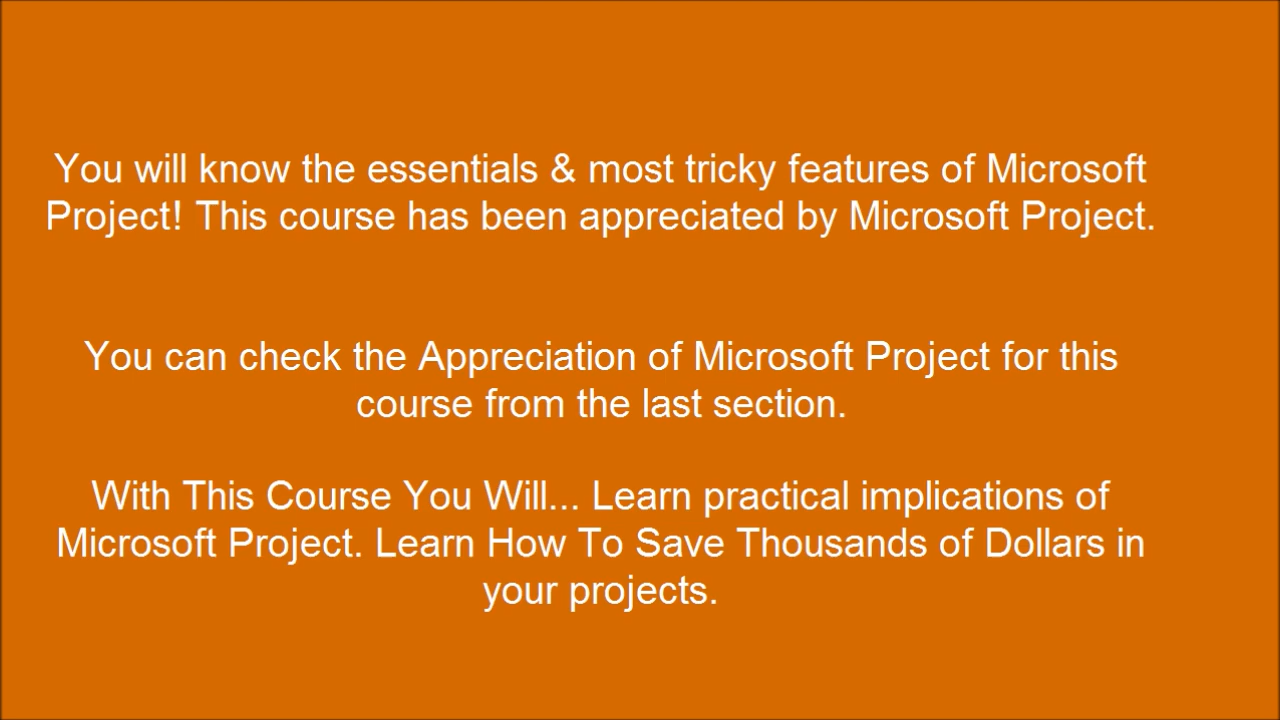 You will know the essentials & most tricky features of Microsoft
Project! This course has been appreciated by Microsoft Project.
You can check the Appreciation of Microsoft Project for this
course from the last section.
With This Course You Will... Learn practical implications of
Microsoft Project. Learn How To Save Thousands of Dollars in
your projects.